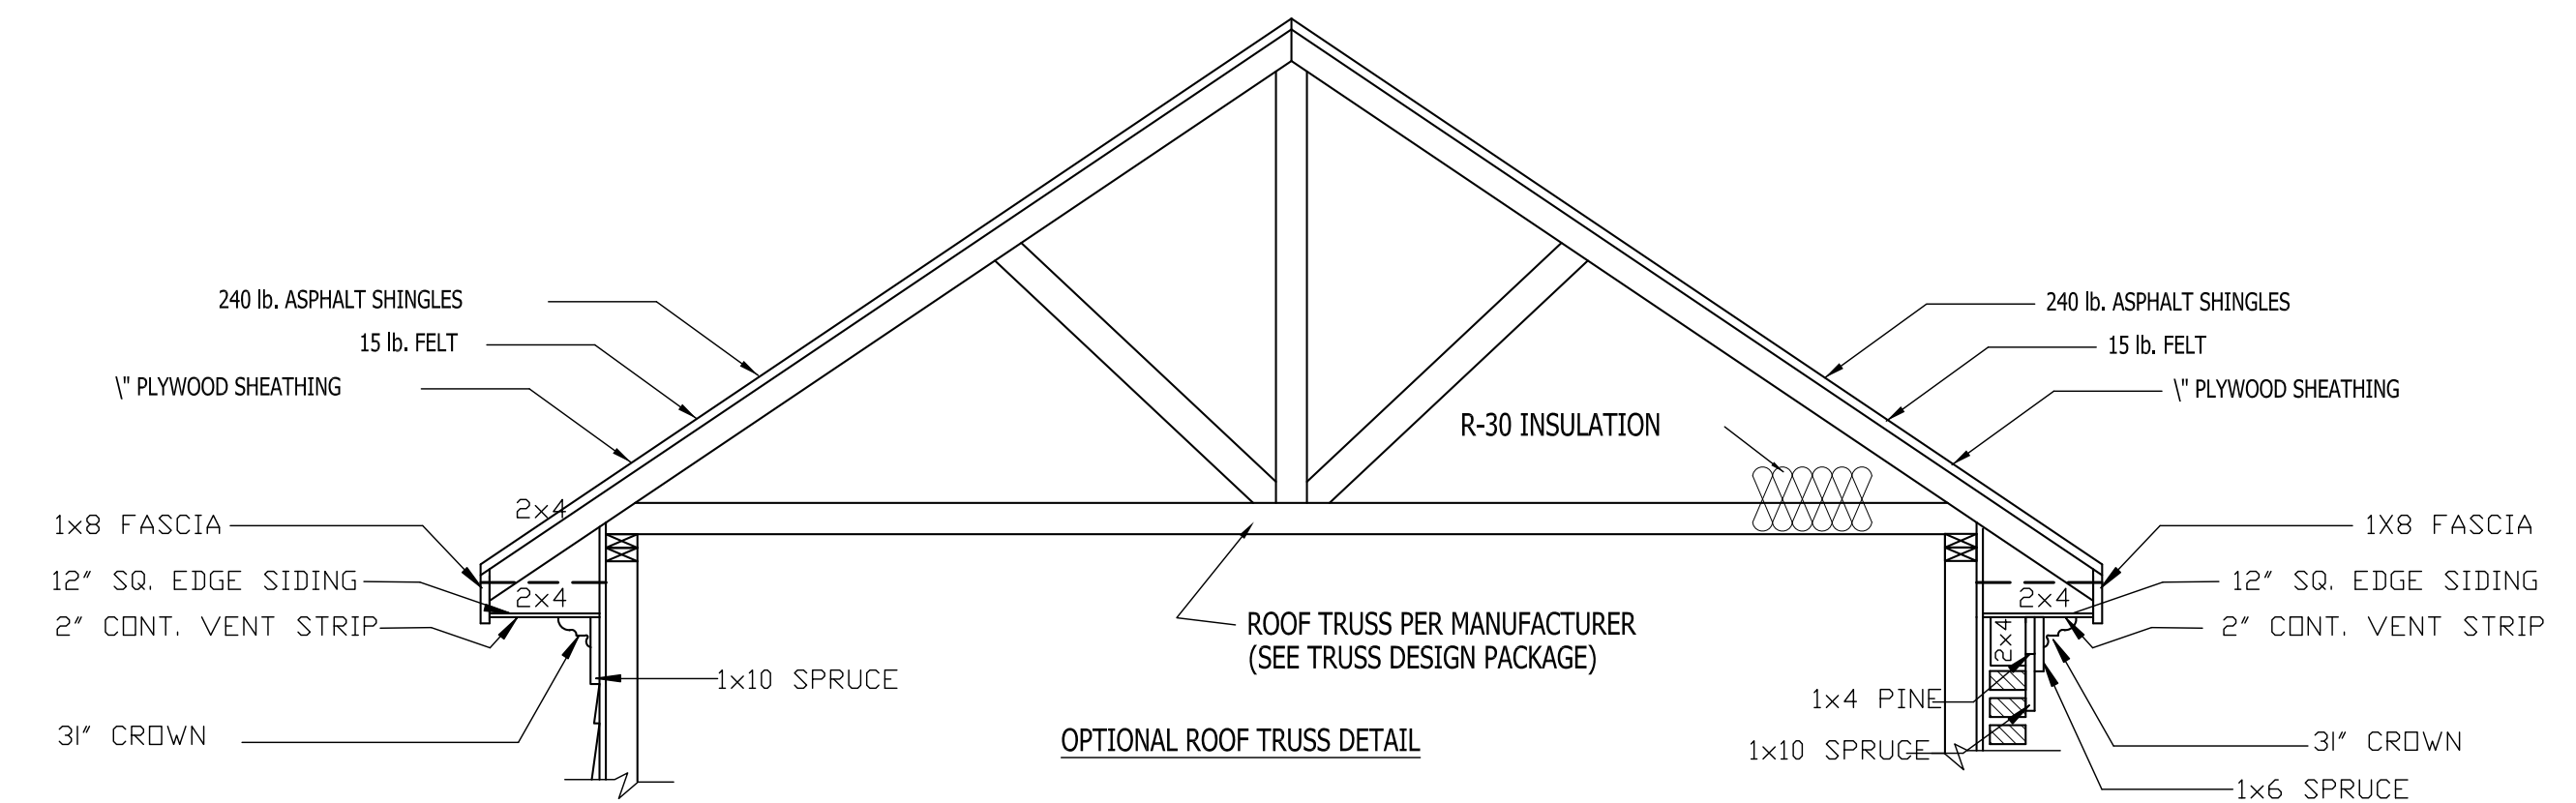 240 lb. ASPHALT SHINGLES
15 lb. FELT
\" PLYWOOD SHEATHING
2x4
1x8 FASCIA
12" SQ. EDGE SIDING
2x4
2" CONT. VENT STRIP
1x10 SPRUCE
3l" CROWN
R-30 INSULATION
ROOF TRUSS PER MANUFACTURER
(SEE TRUSS DESIGN PACKAGE)
OPTIONAL ROOF TRUSS DETAIL
240 lb. ASPHALT SHINGLES
15 lb. FELT
\" PLYWOOD SHEATHING
1X8 FASCIA
12" SQ. EDGE SIDING
2x4
2" CONT. VENT STRIP
2x4
1x4 PINE
1x10 SPRUCE
3l" CROWN
1x6 SPRUCE